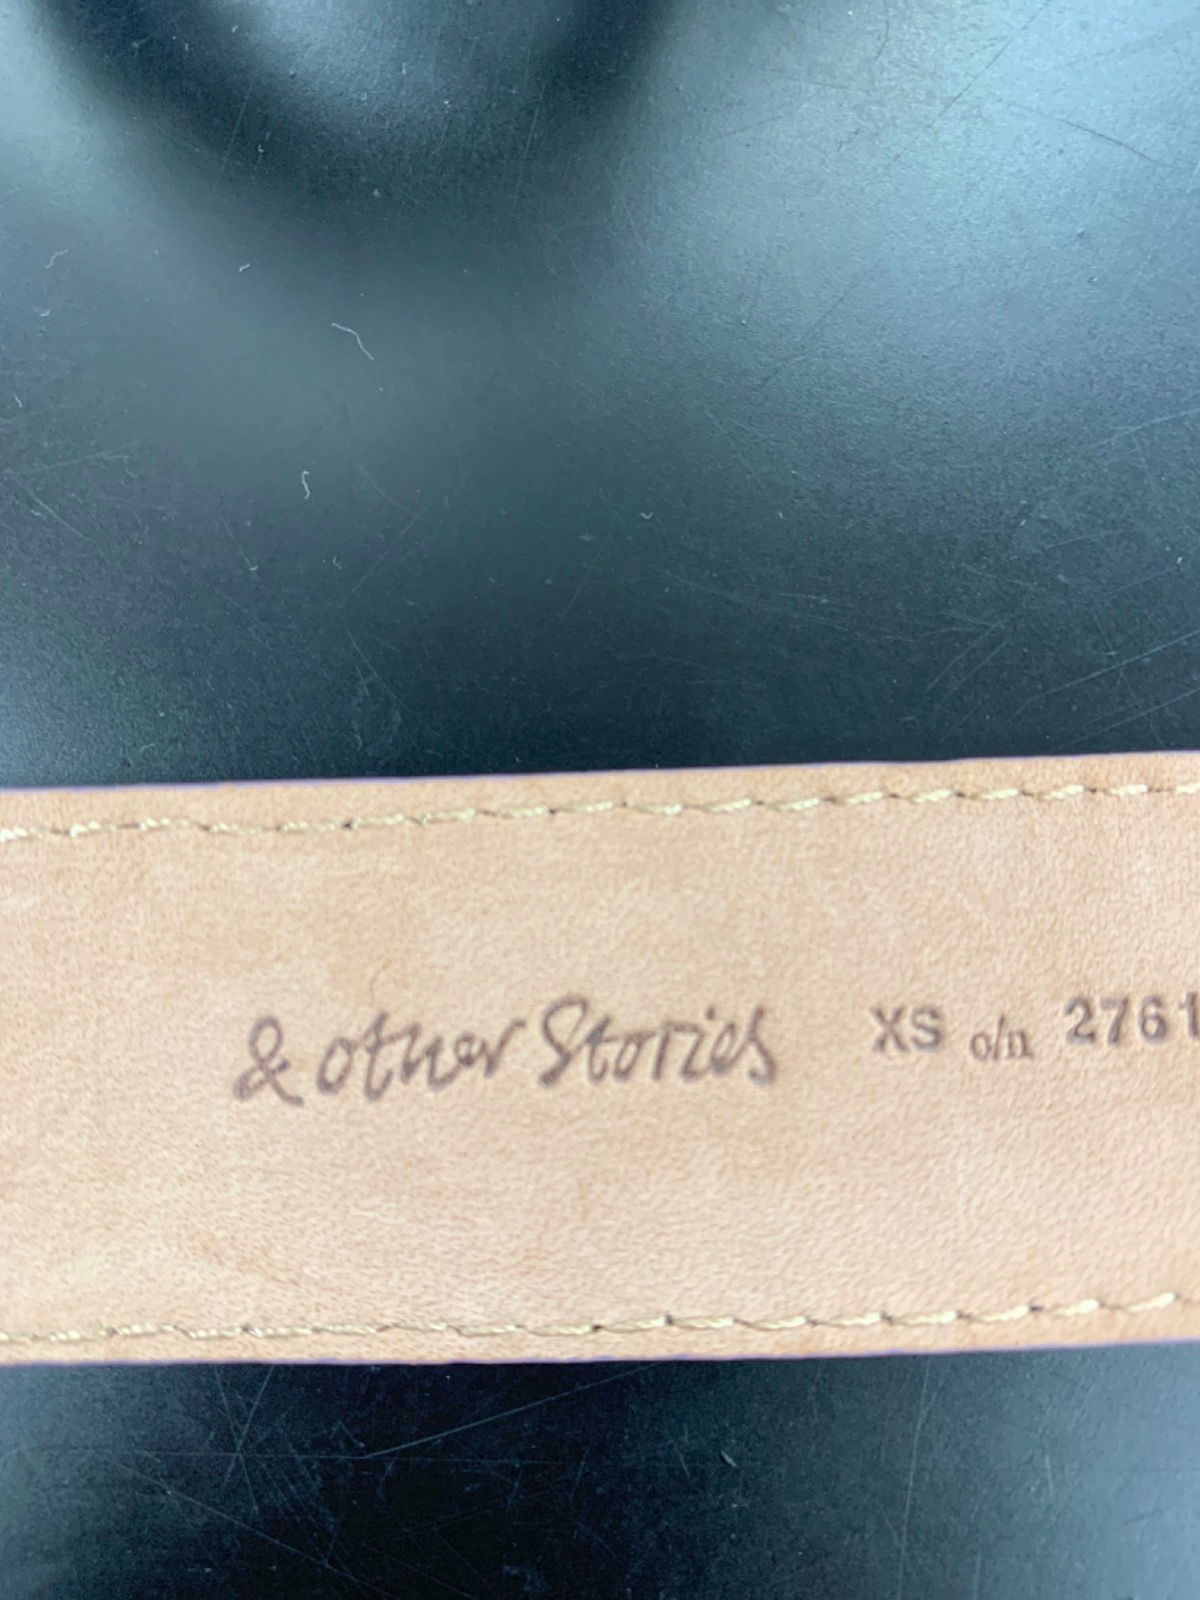 & other Stories XS o/n 2761